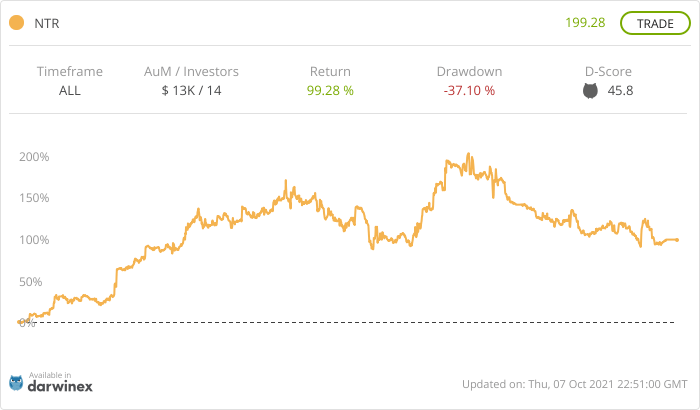 NTR 199.28 TRADE
Timeframe AuM / Investors Return Drawdown D-Score
ALL $ 13K / 14 99.28 % -37.10 % 45.8
200%
150%
100%
50%
0%
Available in
darwinex
Updated on: Thu, 07 Oct 2021 22:51:00 GMT